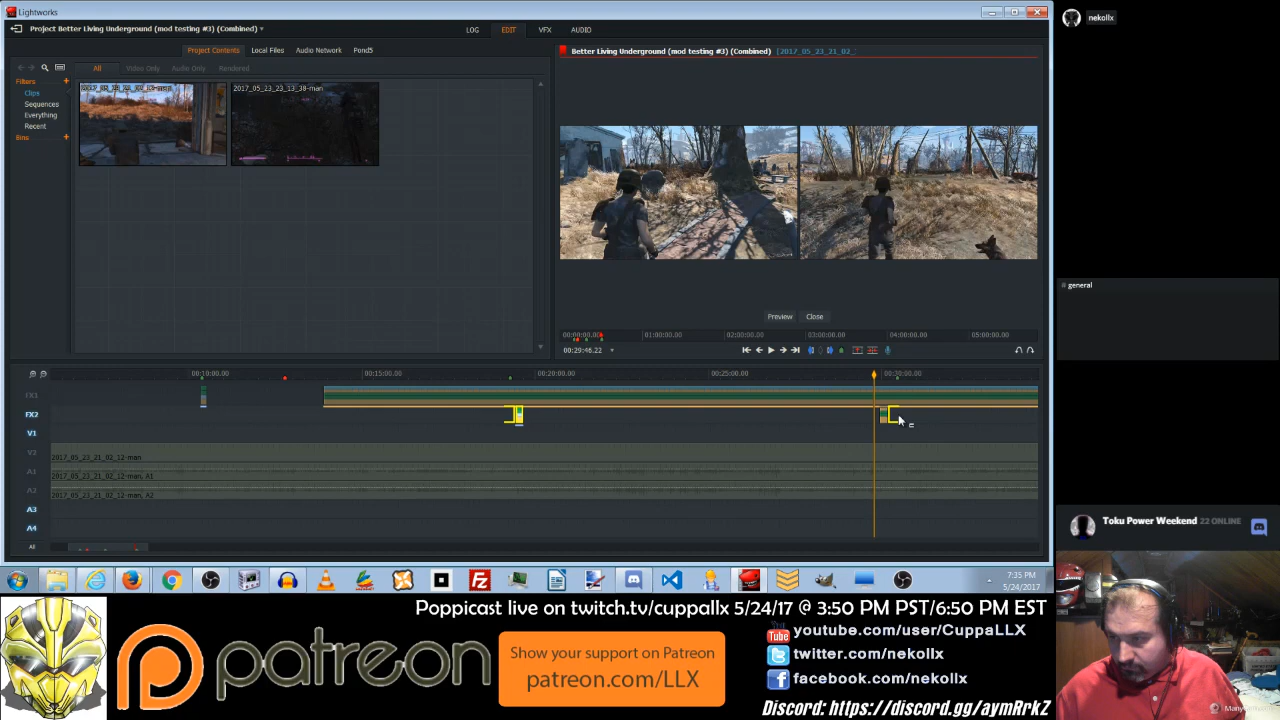 Lightworks
nekollx
Project Better Living Underground (mod testing #3) (Combined)
LOG
EDIT
VFX
AUDIO
Project Contents
Local Files
Audio Network
Pond5
Better Living Underground (mod testing #3) (Combined)
[2017_05_23_21_02_
All
Video Only
Audio Only
Rendered
Filters
Clips
Sequences
Everything
Recent
Bins
2017_05_23_23_13_38-man
Preview
Close
00:00:00.00
01:00:00.00
02:00:00.00
03:00:00.00
04:00:00.00
05:00:00.00
00:29:46.22
general
00:10:00.00
00:15:00.00
00:20:00.00
00:25:00.00
00:30:00.00
FX1
FX2
V1
V2
2017_05_23_21_02_12-man
A1
2017_05_23_21_02_12-man, A1
A2
2017_05_23_21_02_12-man, A2
A3
A4
All
Toku Power Weekend
22 ONLINE
7:35 PM
5/24/2017
Poppicast live on twitch.tv/cuppallx 5/24/17 @ 3:50 PM PST/6:50 PM EST
patreon
Show your support on Patreon
patreon.com/LLX
You Tube
youtube.com/user/CuppaLLX
twitter.com/nekollx
facebook.com/nekollx
Discord: https://discord.gg/aymRrkZ